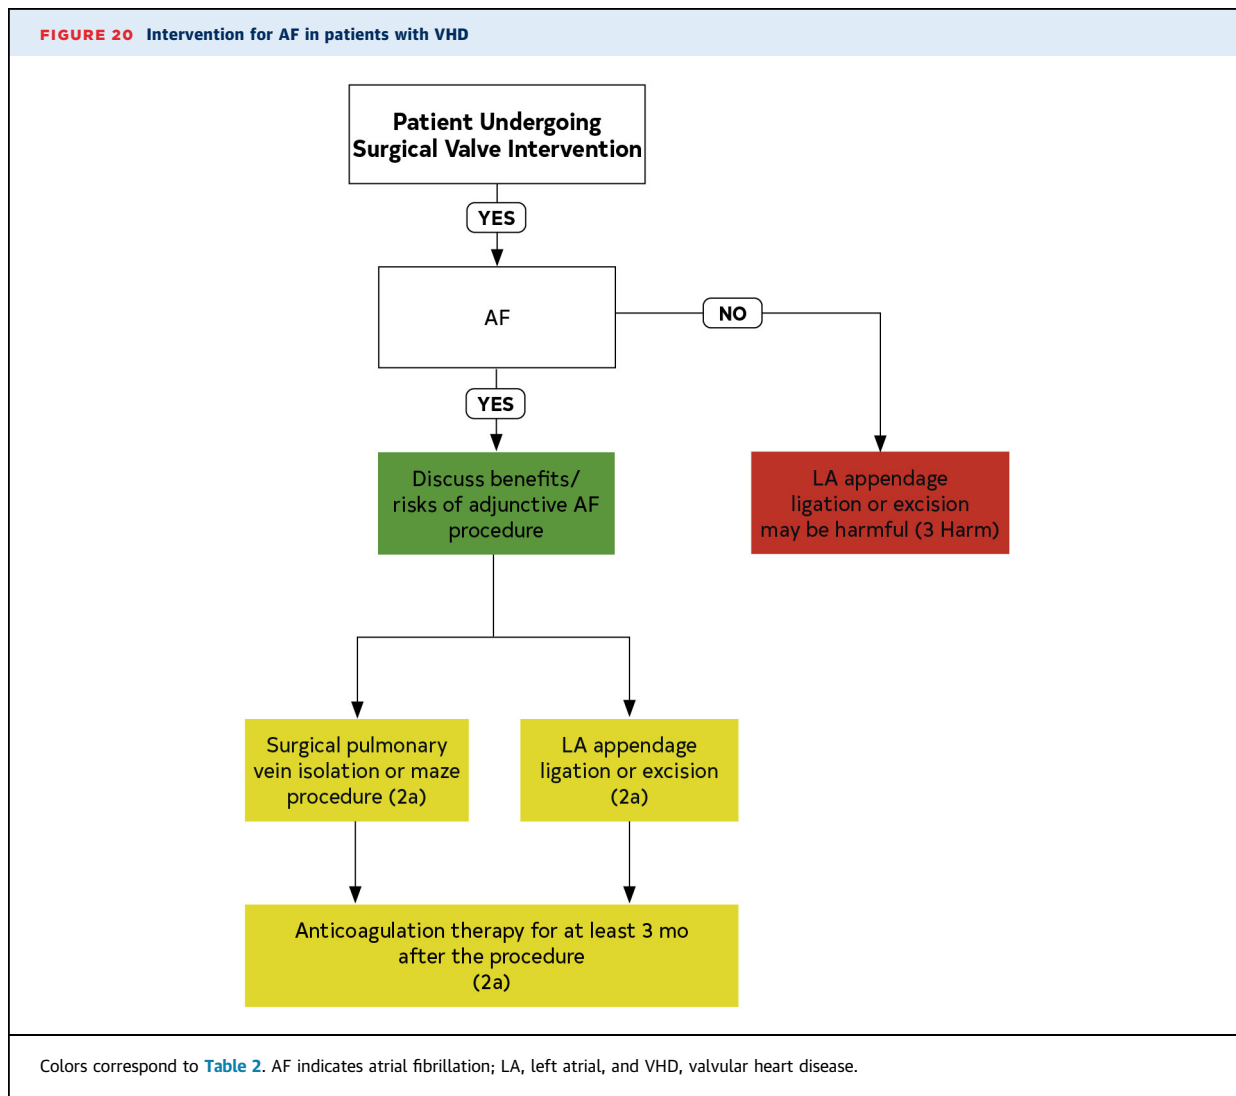 FIGURE 20 Intervention for AF in patients with VHD
Patient Undergoing
Surgical Valve Intervention
YES
AF
NO
YES
Discuss benefits/
risks of adjunctive AF
procedure
LA appendage
ligation or excision
may be harmful (3 Harm)
Surgical pulmonary
vein isolation or maze
procedure (2a)
LA appendage
ligation or excision
(2a)
Anticoagulation therapy for at least 3 mo
after the procedure
(2a)
Colors correspond to Table 2. AF indicates atrial fibrillation; LA, left atrial, and VHD, valvular heart disease.